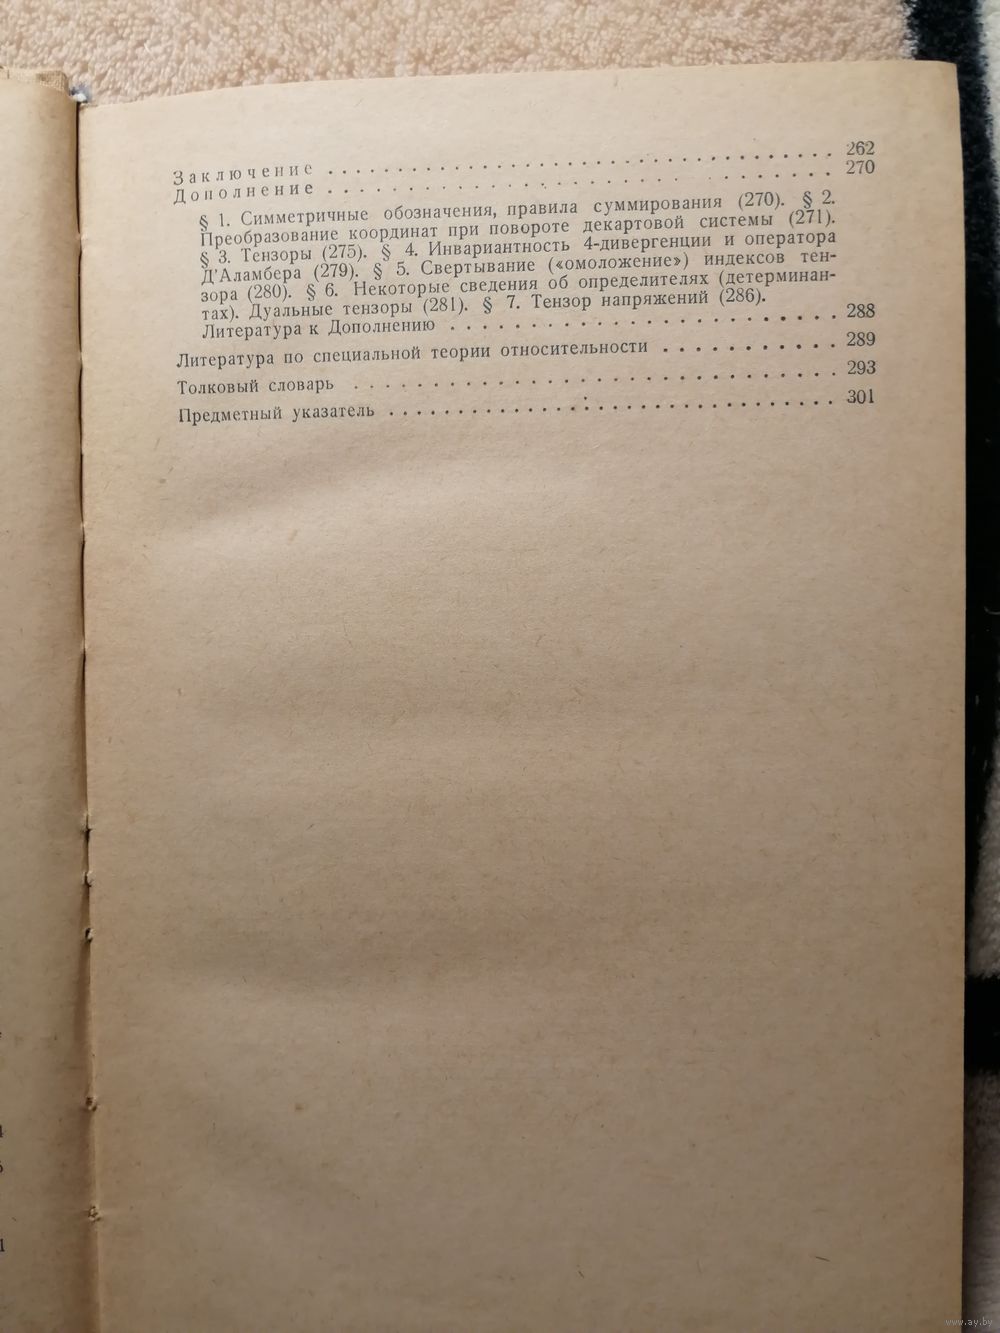 Заключение . . . . . . . . . . . . . . . . . . . . . . . . . . . . . . . . . . . . 262
Дополнение . . . . . . . . . . . . . . . . . . . . . . . . . . . . . . . . . . . . 270
§ 1. Симметричные обозначения, правила суммирования (270). § 2.
Преобразование координат при повороте декартовой системы (271).
§ 3. Тензоры (275). § 4. Инвариантность 4-дивергенции и оператора
Д'Аламбера (279). § 5. Свертывание («омоложение») индексов тен-
зора (280). § 6. Некоторые сведения об определителях (детерминан-
тах). Дуальные тензоры (281). § 7. Тензор напряжений (286).
Литература к Дополнению . . . . . . . . . . . . . . . . . . . . . . . . . . . . 288
Литература по специальной теории относительности . . . . . . . . . . . 289
Толковый словарь . . . . . . . . . . . . . . . . . . . . . . . . . . . . . . . . . . . 293
Предметный указатель . . . . . . . . . . . . . . . . . . . . . . . . . . . . . . . . 301
www.ay.by